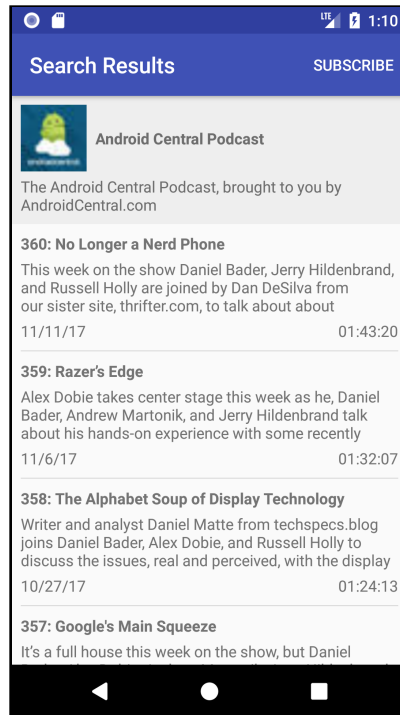 LTE 1:10
Search Results SUBSCRIBE
Android Central Podcast
The Android Central Podcast, brought to you by
AndroidCentral.com
360: No Longer a Nerd Phone
This week on the show Daniel Bader, Jerry Hildenbrand,
and Russell Holly are joined by Dan DeSilva from
our sister site, thrifter.com, to talk about about
11/11/17 01:43:20
359: Razer’s Edge
Alex Dobie takes center stage this week as he, Daniel
Bader, Andrew Martonik, and Jerry Hildenbrand talk
about his hands-on experience with some recently
11/6/17 01:32:07
358: The Alphabet Soup of Display Technology
Writer and analyst Daniel Matte from techspecs.blog
joins Daniel Bader, Alex Dobie, and Russell Holly to
discuss the issues, real and perceived, with the display
10/27/17 01:24:13
357: Google's Main Squeeze
It’s a full house this week on the show, but Daniel